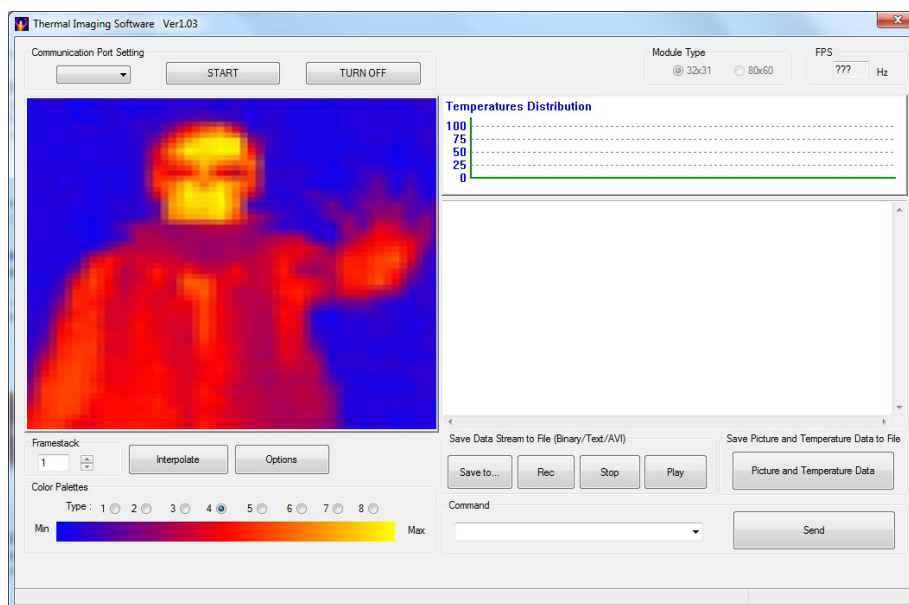 Thermal Imaging Software Ver1.03
Communication Port Setting
START
TURN OFF
Module Type
32x31
80x60
FPS
???
Hz
Temperatures Distribution
100
75
50
25
0
Framestack
1
Interpolate
Options
Color Palettes
Type : 1 2 3 4 5 6 7 8
Min
Max
Save Data Stream to File (Binary/Text/AVI)
Save to...
Rec
Stop
Play
Save Picture and Temperature Data to File
Picture and Temperature Data
Command
Send